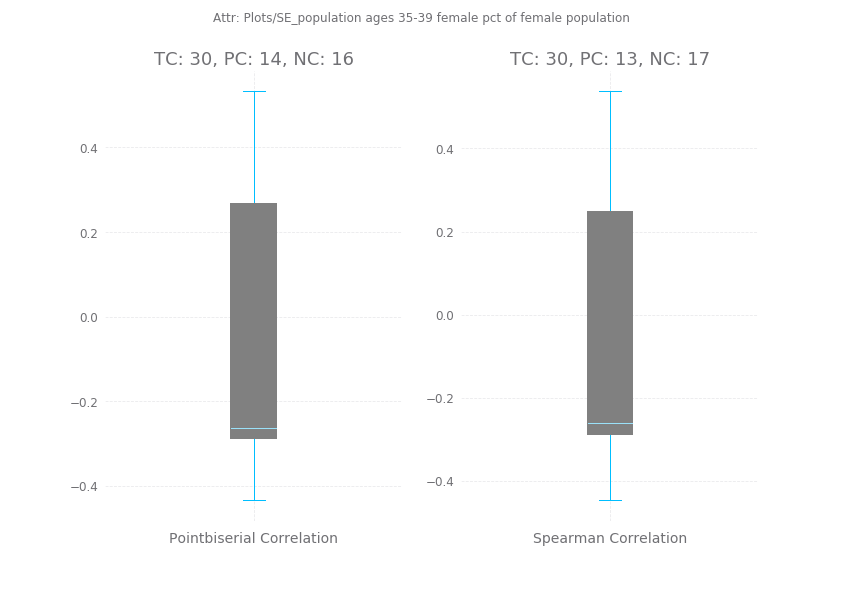 Attr: Plots/SE_population ages 35-39 female pct of female population
TC: 30, PC: 14, NC: 16
TC: 30, PC: 13, NC: 17
0.4
0.2
0.0
−0.2
−0.4
0.4
0.2
0.0
−0.2
−0.4
Pointbiserial Correlation
Spearman Correlation